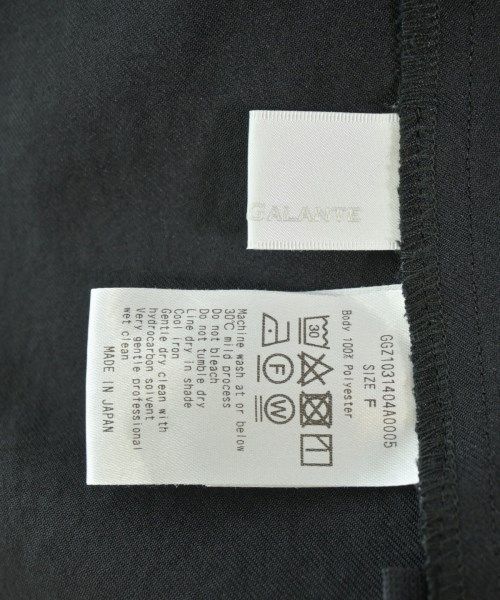 GALANTE
GGZ1031404A0005
SIZE F
Body 100% Polyester
30
F W
Machine wash at or below
30℃ mild process
Do not bleach
Do not tumble dry
Line dry in shade
Cool iron
Gentle dry clean with
hydrocarbon solvent
Very gentle professional
wet clean
MADE IN JAPAN